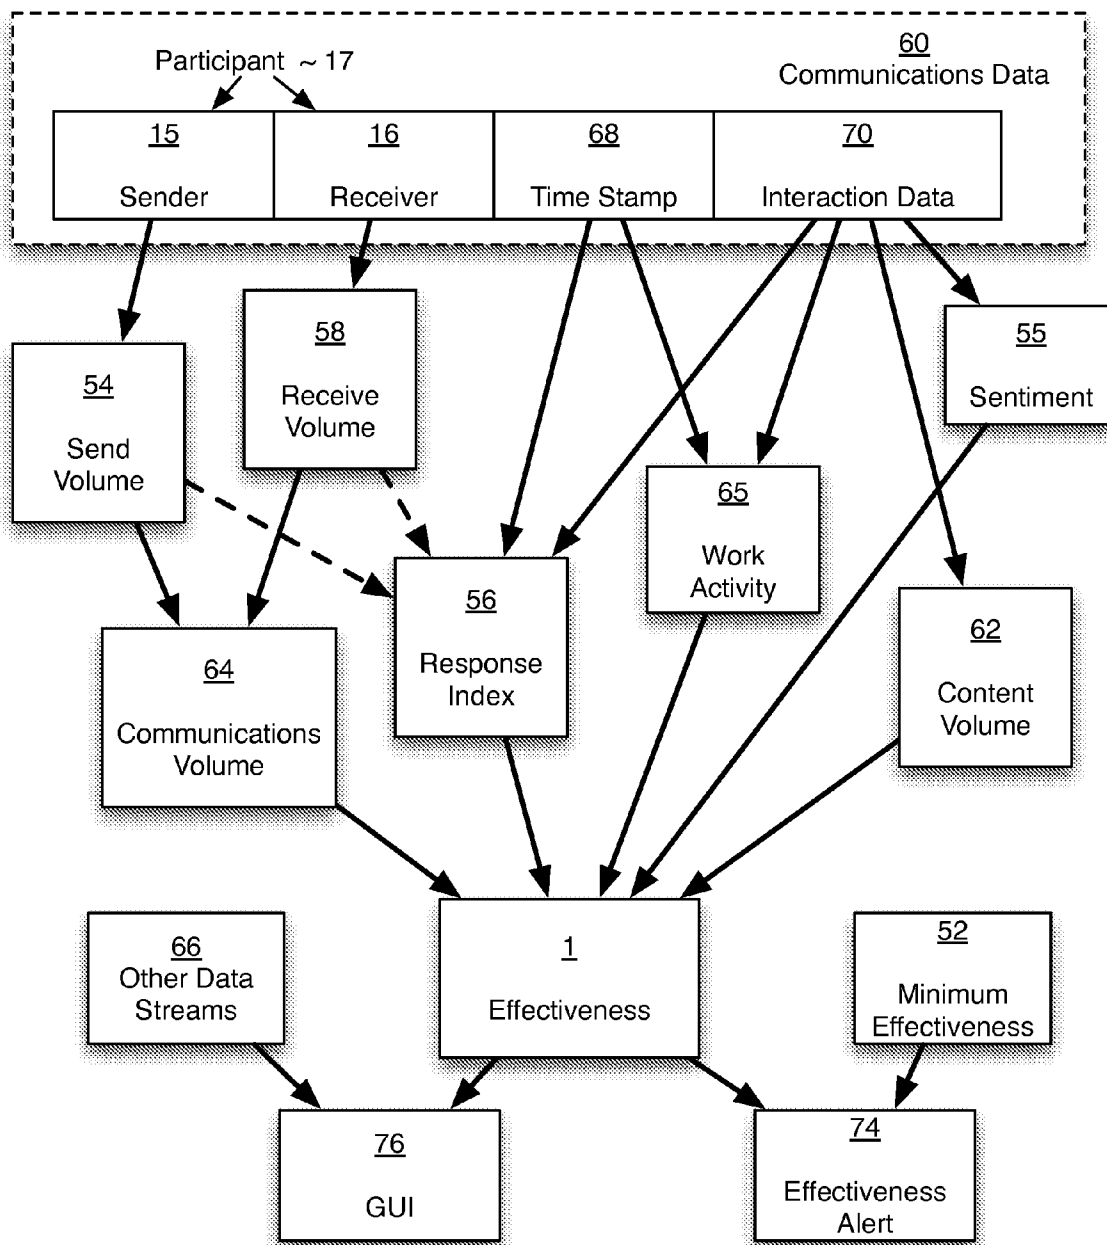 60
Communications Data
Participant ~ 17
15
Sender
16
Receiver
68
Time Stamp
70
Interaction Data
58
Receive
Volume
55
Sentiment
54
Send
Volume
65
Work
Activity
56
Response
Index
62
Content
Volume
64
Communications
Volume
66
Other Data
Streams
1
Effectiveness
52
Minimum
Effectiveness
76
GUI
74
Effectiveness
Alert